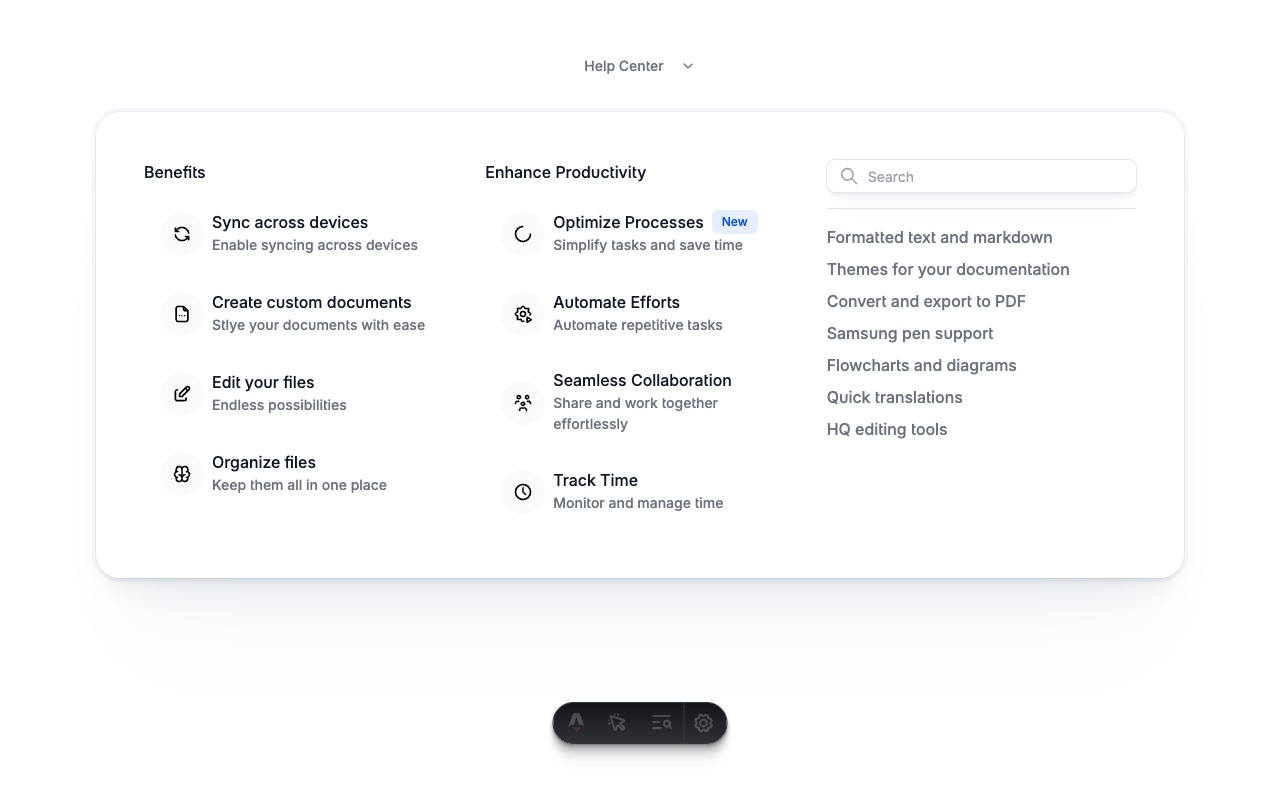 Help Center
Benefits
Sync across devices
Enable syncing across devices
Create custom documents
Stlye your documents with ease
Edit your files
Endless possibilities
Organize files
Keep them all in one place
Enhance Productivity
Optimize Processes New
Simplify tasks and save time
Automate Efforts
Automate repetitive tasks
Seamless Collaboration
Share and work together
effortlessly
Track Time
Monitor and manage time
Search
Formatted text and markdown
Themes for your documentation
Convert and export to PDF
Samsung pen support
Flowcharts and diagrams
Quick translations
HQ editing tools